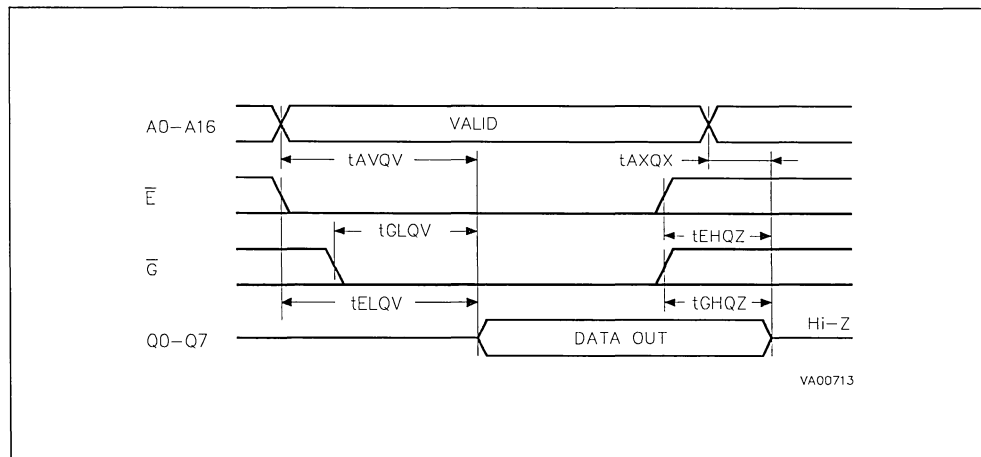 A0-A16
VALID
tAVQV
tAXQX
E̅
tGLQV
tEHQZ
G̅
tELQV
tGHQZ
Q0-Q7
DATA OUT
Hi-Z
VA00713